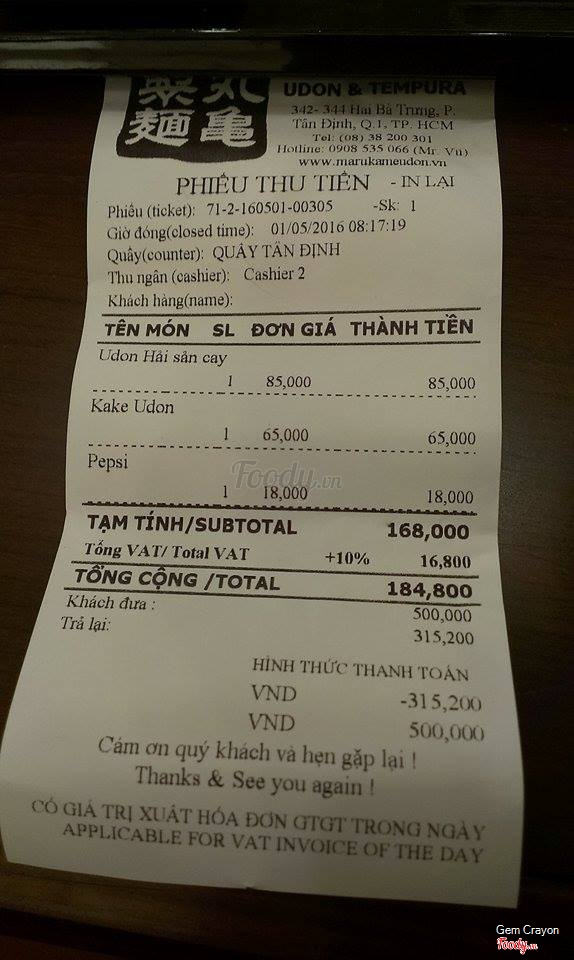 製 丸
麺 亀
UDON & TEMPURA
342- 344 Hai Bà Trưng, P.
Tân Định, Q.1, TP. HCM
Tel: (08) 38 200 301
Hotline: 0908 535 066 (Mr. Vũ)
www.marukameudon.vn
PHIẾU THU TIỀN - IN LẠI
Phiếu (ticket): 71-2-160501-00305 -Sk: 1
Giờ đóng(closed time): 01/05/2016 08:17:19
Quầy(counter): QUẦY TÂN ĐỊNH
Thu ngân (cashier): Cashier 2
Khách hàng(name):
TÊN MÓN SL ĐƠN GIÁ THÀNH TIỀN
Udon Hải sản cay
1 85,000 85,000
Kake Udon
1 65,000 65,000
Pepsi
1 18,000 18,000
Foody.vn
TẠM TÍNH/SUBTOTAL 168,000
Tổng VAT/ Total VAT +10% 16,800
TỔNG CỘNG /TOTAL 184,800
Khách đưa : 500,000
Trả lại: 315,200
HÌNH THỨC THANH TOÁN
VND -315,200
VND 500,000
Cám ơn quý khách và hẹn gặp lại !
Thanks & See you again !
CÓ GIÁ TRỊ XUẤT HÓA ĐƠN GTGT TRONG NGÀY
APPLICABLE FOR VAT INVOICE OF THE DAY
Gem Crayon
Foody.vn